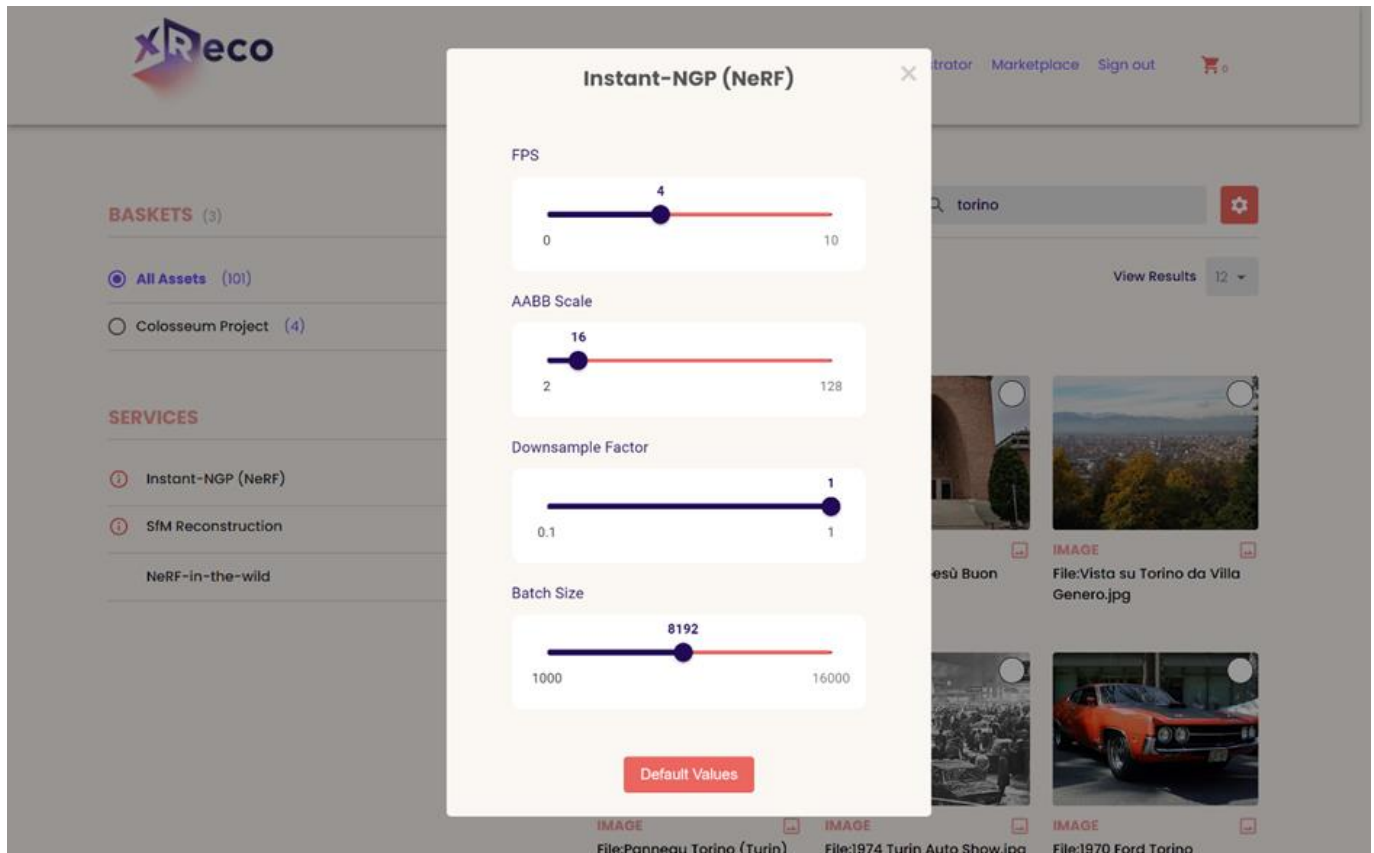 XReco
Instant-NGP (NeRF)
×
trator Marketplace Sign out 0
FPS
4
0 10
AABB Scale
16
2 128
Downsample Factor
1
0.1 1
Batch Size
8192
1000 16000
Default Values
BASKETS (3)
All Assets (101)
Colosseum Project (4)
SERVICES
Instant-NGP (NeRF)
SfM Reconstruction
NeRF-in-the-wild
torino
View Results 12
esù Buon
IMAGE
File:Vista su Torino da Villa
Genero.jpg
IMAGE IMAGE IMAGE
File:Panneau Torino (Turin) File:1974 Turin Auto Show.jpg File:1970 Ford Torino